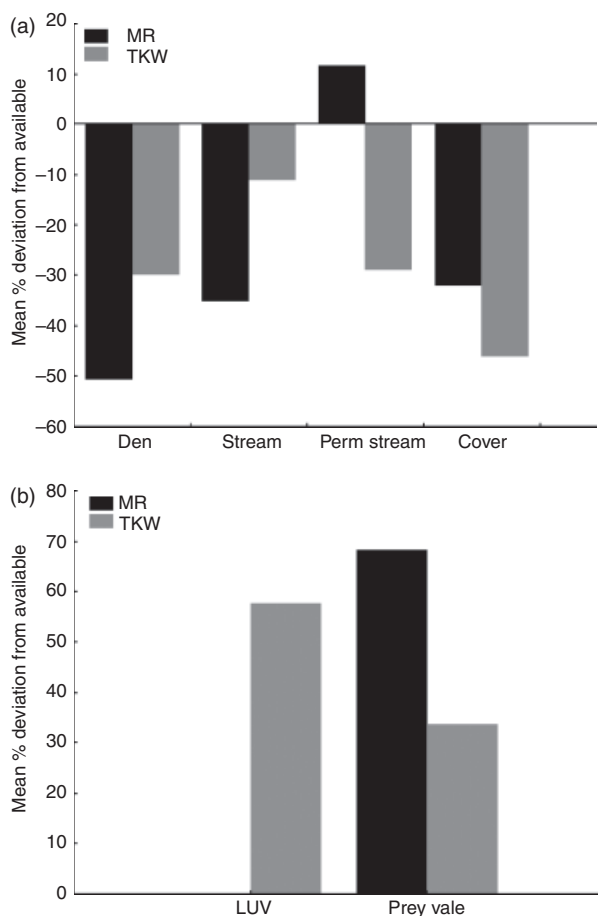 (a)
MR
TKW
20
10
0
–10
–20
–30
–40
–50
–60
Mean % deviation from available
Den Stream Perm stream Cover
(b)
MR
TKW
80
70
60
50
40
30
20
10
0
Mean % deviation from available
LUV Prey vale